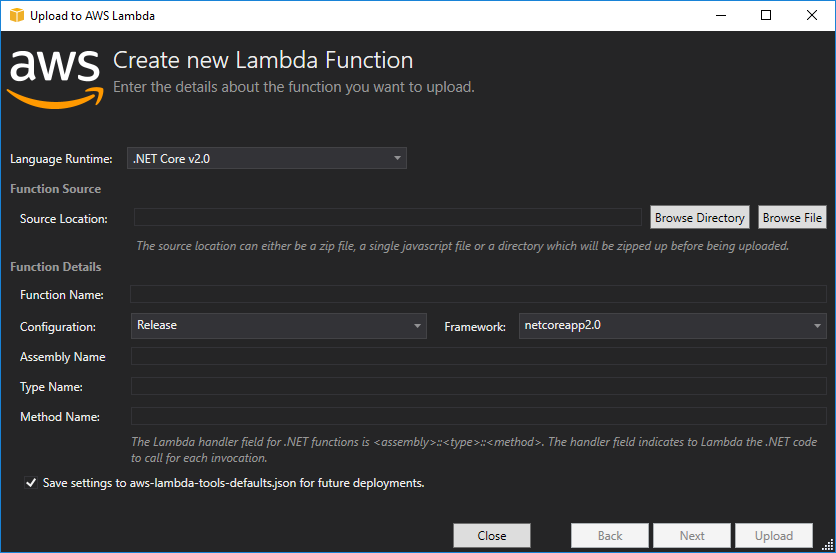 Upload to AWS Lambda
aws
Create new Lambda Function
Enter the details about the function you want to upload.
Language Runtime: .NET Core v2.0
Function Source
Source Location: Browse Directory Browse File
The source location can either be a zip file, a single javascript file or a directory which will be zipped up before being uploaded.
Function Details
Function Name:
Configuration: Release Framework: netcoreapp2.0
Assembly Name
Type Name:
Method Name:
The Lambda handler field for .NET functions is <assembly>::<type>::<method>. The handler field indicates to Lambda the .NET code
to call for each invocation.
Save settings to aws-lambda-tools-defaults.json for future deployments.
Close Back Next Upload